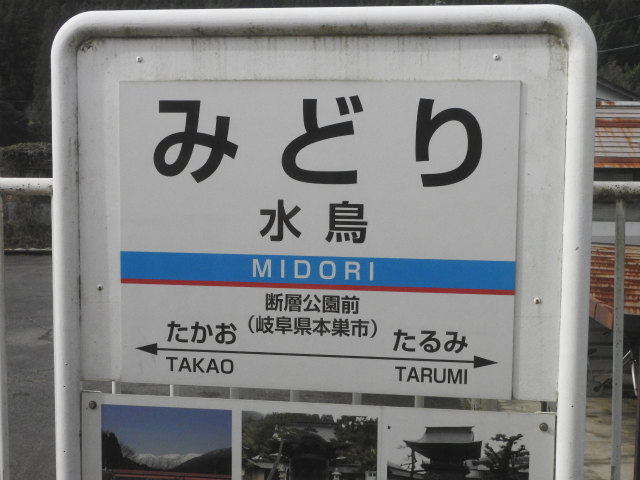 みどり
水鳥
MIDORI
断層公園前
(岐阜県本巣市)
たかお たるみ
TAKAO TARUMI